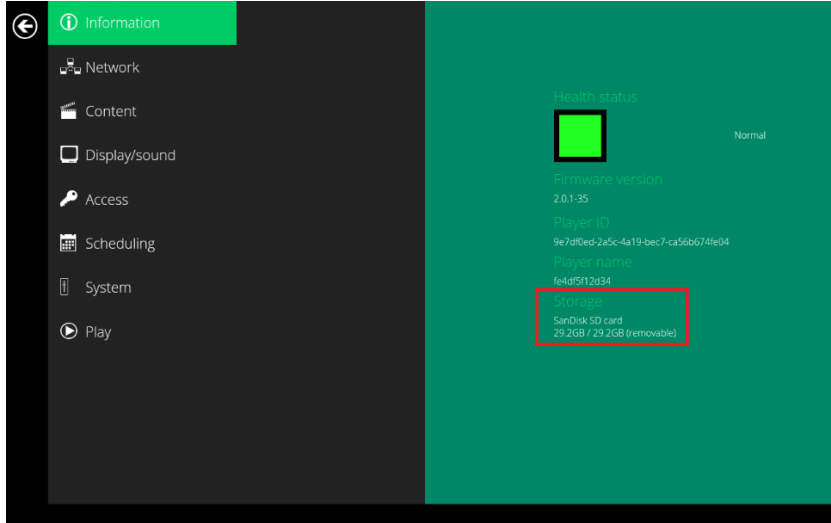 Information
Network
Content
Display/sound
Access
Scheduling
System
Play
Health status
Normal
Firmware version
2.0.1-35
Player ID
9e7df0ed-2a5c-4a19-bec7-ca56b674fe04
Player name
fe4df5f12d34
Storage
SanDisk SD card
29.2GB / 29.2GB (removable)